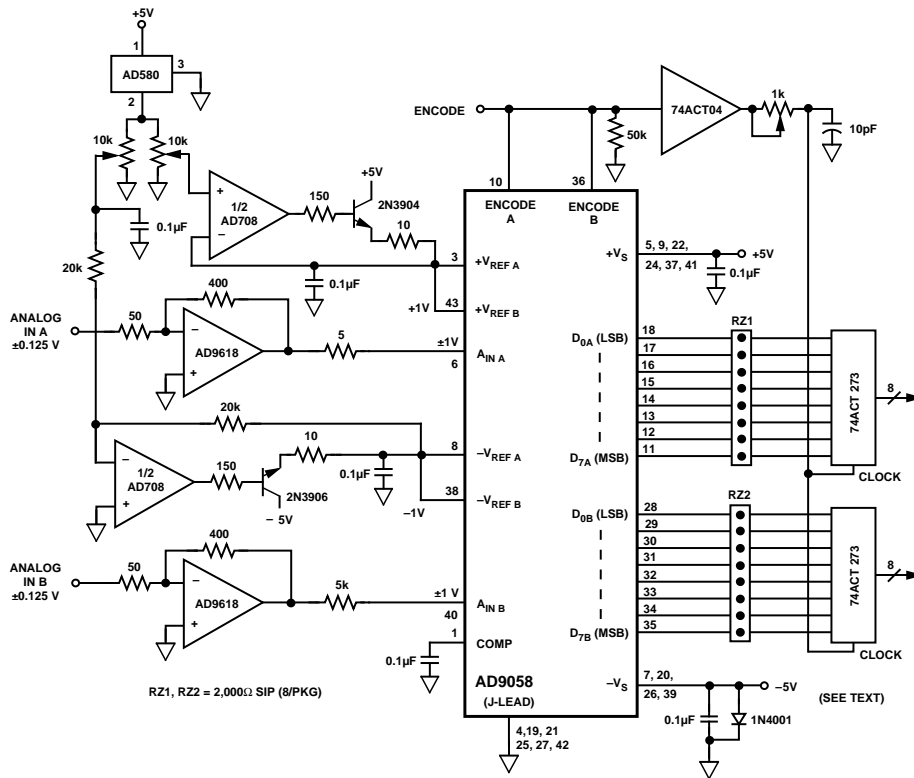 +5V
1
AD580
3
2
10k
10k
0.1µF
20k
+
1/2
AD708
−
150
+5V
2N3904
10
0.1µF
ENCODE
74ACT04
1k
50k
10pF
10
36
ENCODE
A
ENCODE
B
3
+VREF A
+1V
43
+VREF B
+VS
5, 9, 22,
24, 37, 41
+5V
0.1µF
ANALOG
IN A
±0.125 V
50
400
−
AD9618
+
5
±1V
6
AIN A
D0A (LSB)
18
17
16
15
14
13
12
D7A (MSB)
11
RZ1
74ACT 273
8
CLOCK
20k
−
1/2
AD708
+
150
10
2N3906
− 5V
0.1µF
8
−VREF A
38
−VREF B
−1V
D0B (LSB)
28
29
30
31
32
33
34
D7B (MSB)
35
RZ2
74ACT 273
8
CLOCK
ANALOG
IN B
±0.125 V
50
400
−
AD9618
+
5k
±1 V
40
AIN B
1
COMP
0.1µF
AD9058
(J-LEAD)
−VS
7, 20,
26, 39
−5V
0.1µF
1N4001
(SEE TEXT)
RZ1, RZ2 = 2,000Ω SIP (8/PKG)
4,19, 21
25, 27, 42